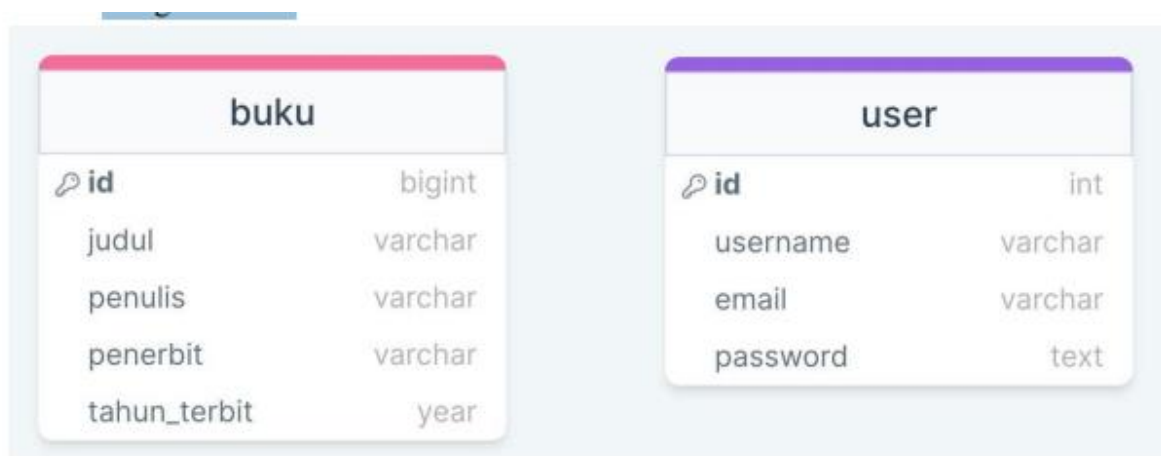 buku
id bigint
judul varchar
penulis varchar
penerbit varchar
tahun_terbit year
user
id int
username varchar
email varchar
password text